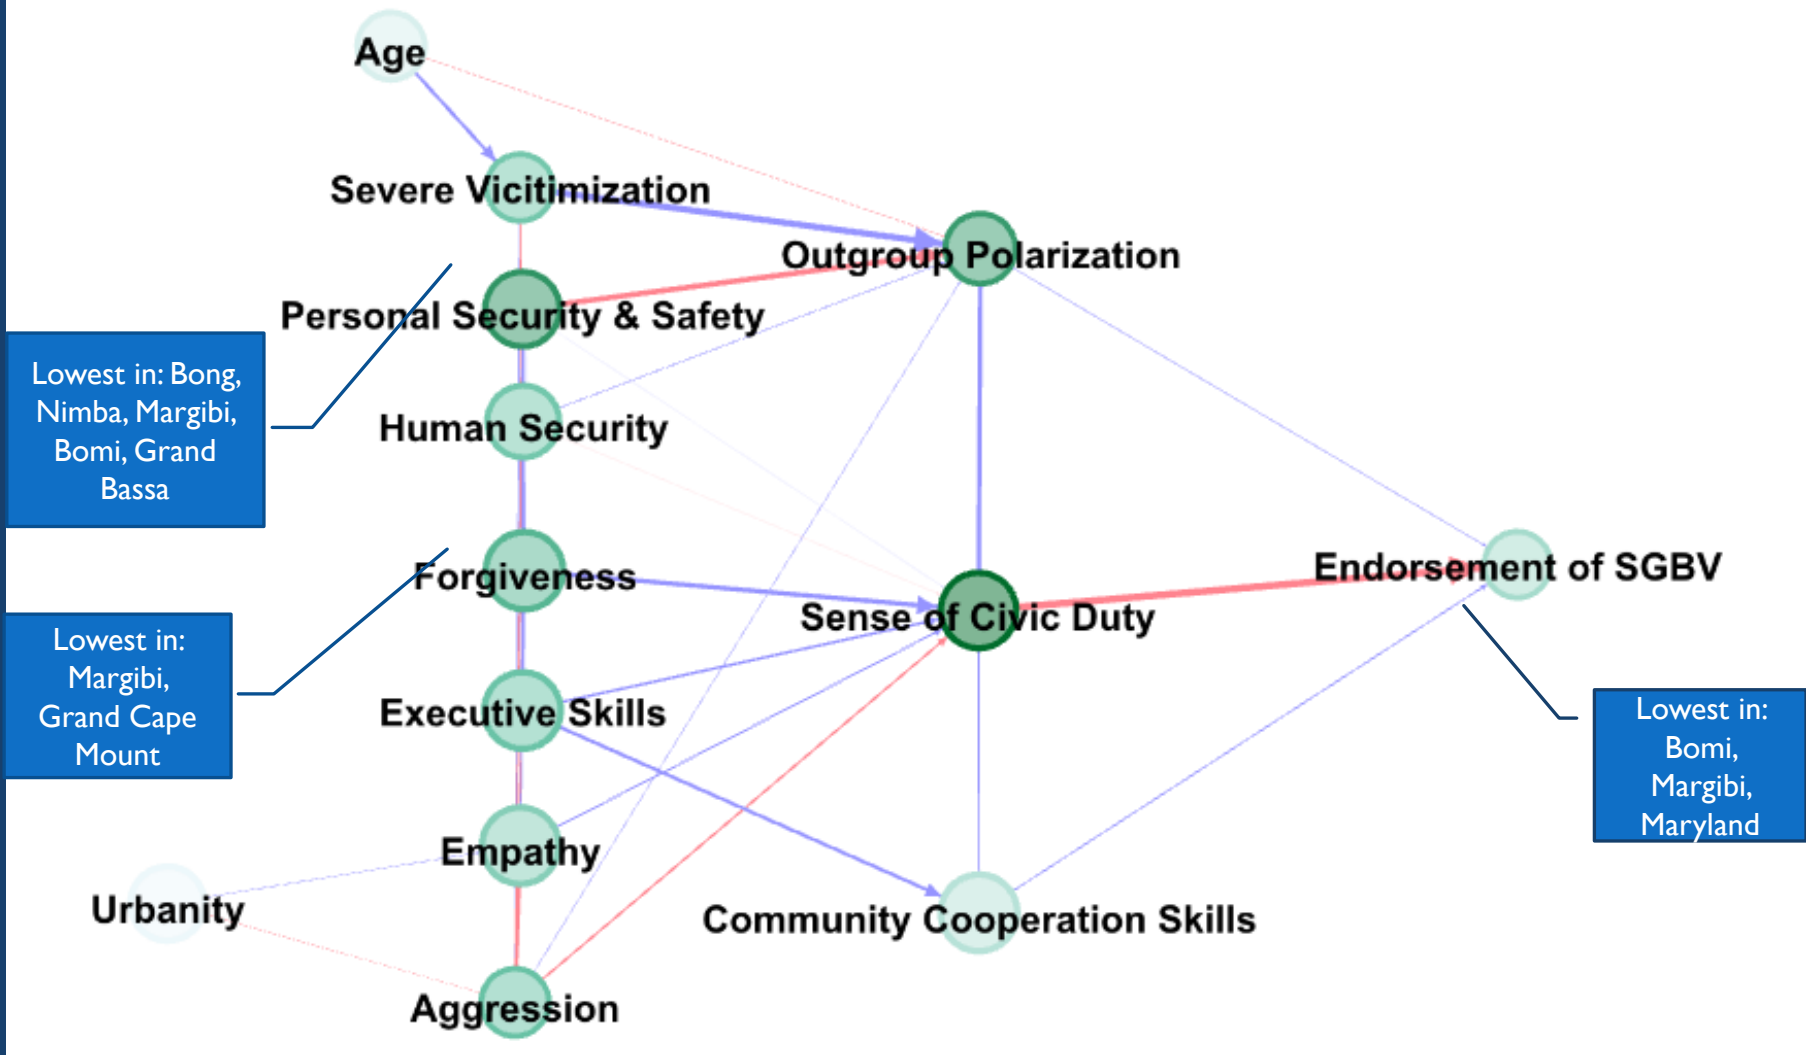 Age
Severe Vicitimization
Outgroup Polarization
Personal Security & Safety
Lowest in: Bong,
Nimba, Margibi,
Bomi, Grand
Bassa
Human Security
Forgiveness
Endorsement of SGBV
Sense of Civic Duty
Lowest in:
Margibi,
Grand Cape
Mount
Executive Skills
Lowest in:
Bomi,
Margibi,
Maryland
Empathy
Urbanity
Community Cooperation Skills
Aggression